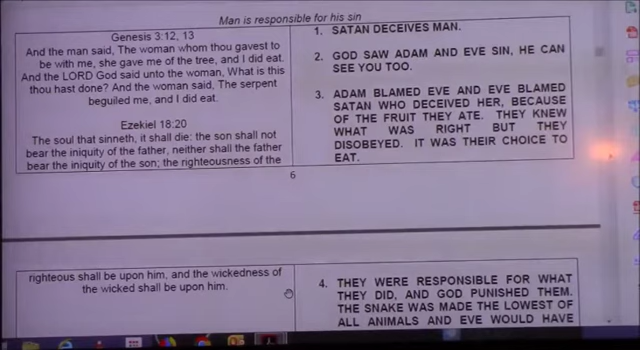 Man is responsible for his sin
Genesis 3:12, 13
And the man said, The woman whom thou gavest to
be with me, she gave me of the tree, and I did eat.
And the LORD God said unto the woman, What is this
thou hast done? And the woman said, The serpent
beguiled me, and I did eat.
Ezekiel 18:20
The soul that sinneth, it shall die: the son shall not
bear the iniquity of the father, neither shall the father
bear the iniquity of the son; the righteousness of the
1. SATAN DECEIVES MAN.
2. GOD SAW ADAM AND EVE SIN, HE CAN
SEE YOU TOO.
3. ADAM BLAMED EVE AND EVE BLAMED
SATAN WHO DECEIVED HER, BECAUSE
OF THE FRUIT THEY ATE. THEY KNEW
WHAT WAS RIGHT BUT THEY
DISOBEYED. IT WAS THEIR CHOICE TO
EAT.
6
righteous shall be upon him, and the wickedness of
the wicked shall be upon him.
4. THEY WERE RESPONSIBLE FOR WHAT
THEY DID, AND GOD PUNISHED THEM.
THE SNAKE WAS MADE THE LOWEST OF
ALL ANIMALS AND EVE WOULD HAVE